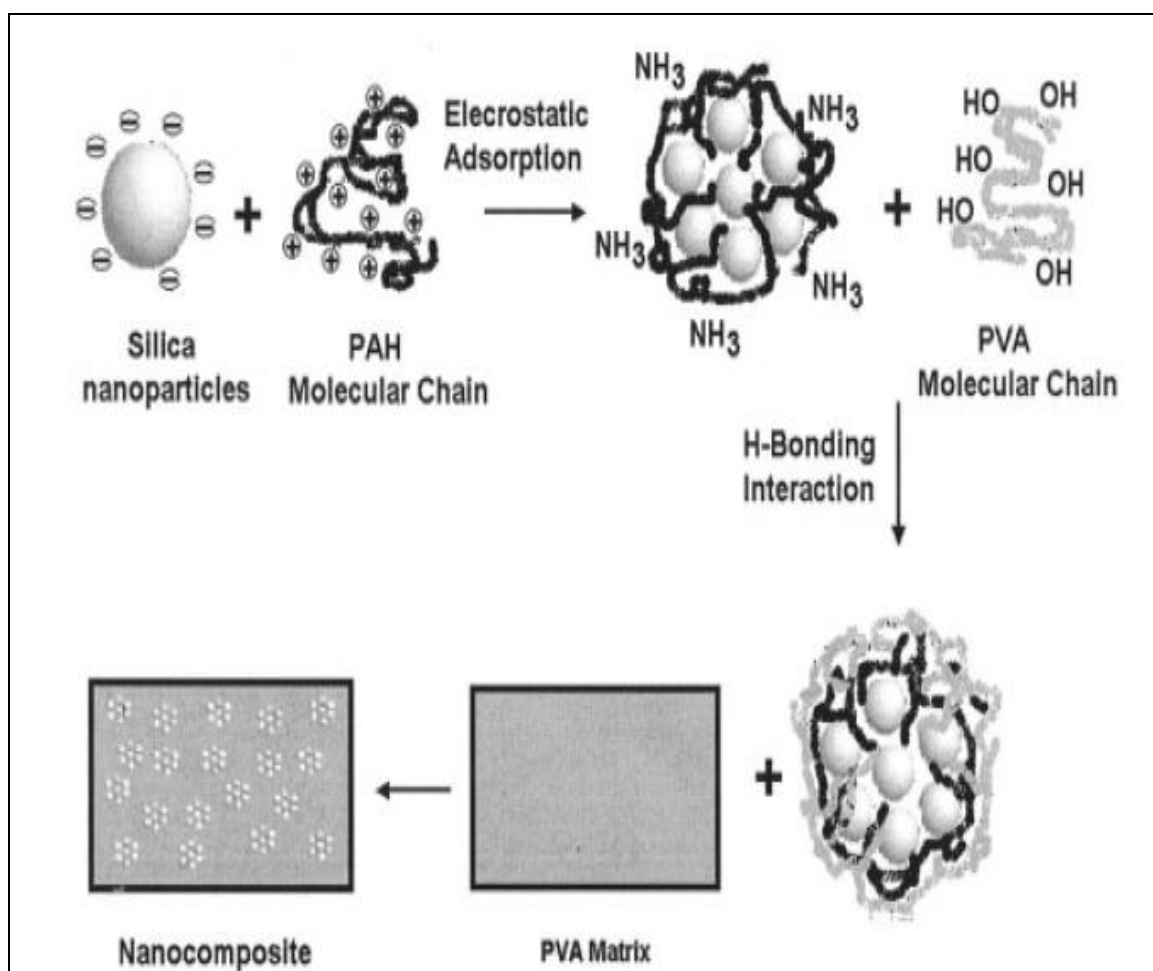 NH3
NH3
NH3
NH3
NH3
Elecrostatic
Adsorption
HO
OH
HO
OH
HO
OH
+
+
Silica
nanoparticles
PAH
Molecular Chain
PVA
Molecular Chain
H-Bonding
Interaction
+
Nanocomposite
PVA Matrix